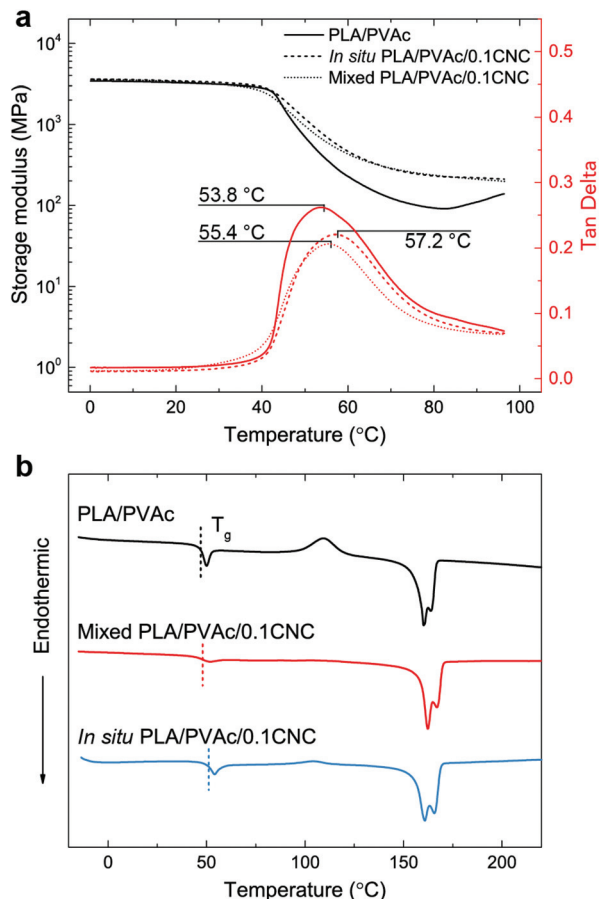 a
PLA/PVAc
In situ PLA/PVAc/0.1CNC
Mixed PLA/PVAc/0.1CNC
Storage modulus (MPa)
10⁴
10³
10²
10¹
10⁰
53.8 °C
55.4 °C
57.2 °C
0.5
0.4
0.3
0.2
0.1
0.0
Tan Delta
0 20 40 60 80 100
Temperature (°C)
b
PLA/PVAc
Tg
Mixed PLA/PVAc/0.1CNC
In situ PLA/PVAc/0.1CNC
Endothermic
0 50 100 150 200
Temperature (°C)